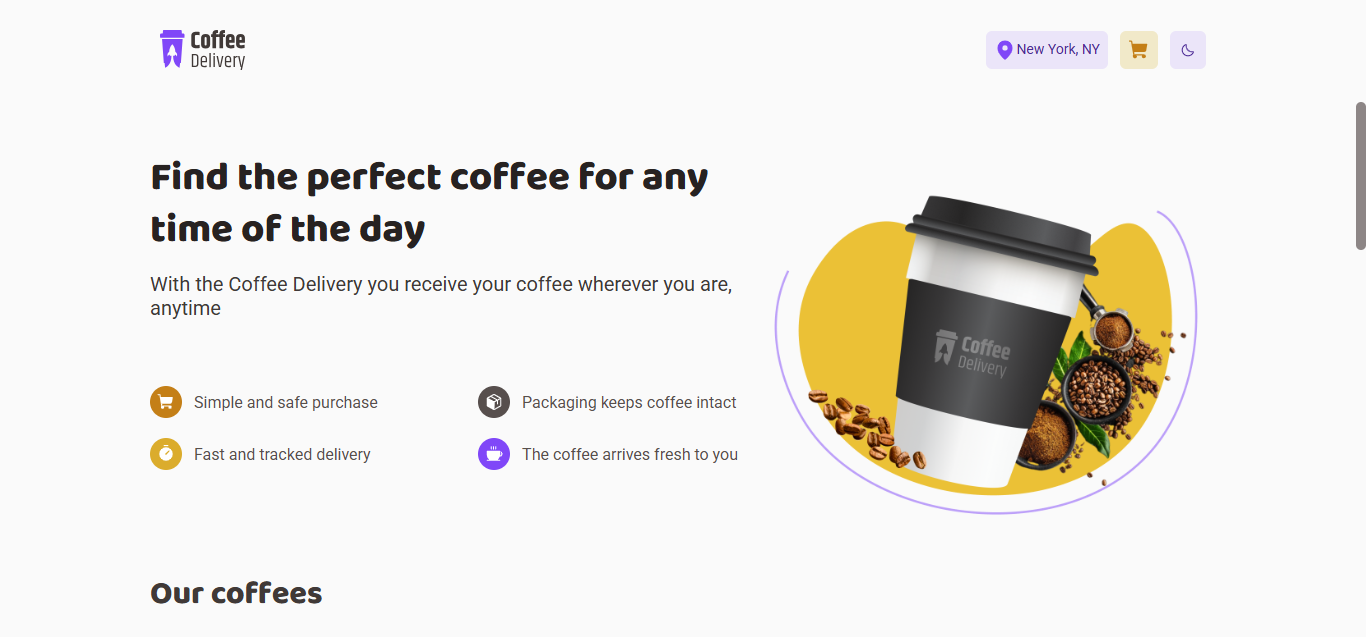 Coffee
Delivery
New York, NY
Find the perfect coffee for any
time of the day
With the Coffee Delivery you receive your coffee wherever you are,
anytime
Coffee
Delivery
Simple and safe purchase
Packaging keeps coffee intact
Fast and tracked delivery
The coffee arrives fresh to you
Our coffees